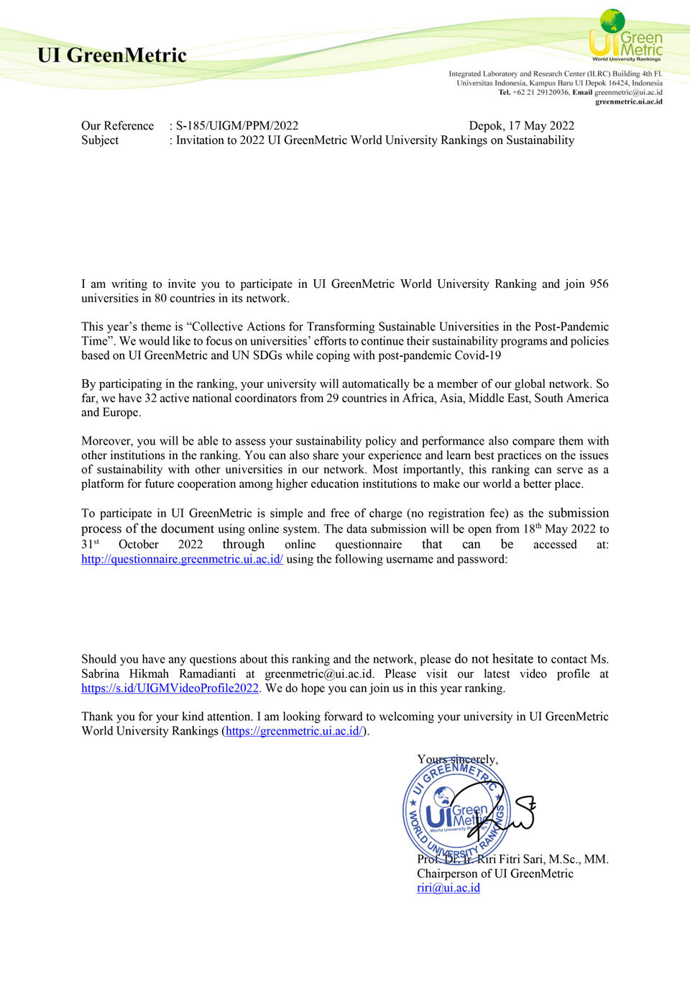 UI GreenMetric
UI Green Metric
World University Rankings
Integrated Laboratory and Research Center (ILRC) Building 4th Fl.
Universitas Indonesia, Kampus Baru UI Depok 16424, Indonesia
Tel. +62 21 29120936, Email greenmetric@ui.ac.id
greenmetric.ui.ac.id
Our Reference : S-185/UIGM/PPM/2022 Depok, 17 May 2022
Subject : Invitation to 2022 UI GreenMetric World University Rankings on Sustainability
I am writing to invite you to participate in UI GreenMetric World University Ranking and join 956
universities in 80 countries in its network.
This year’s theme is “Collective Actions for Transforming Sustainable Universities in the Post-Pandemic
Time”. We would like to focus on universities’ efforts to continue their sustainability programs and policies
based on UI GreenMetric and UN SDGs while coping with post-pandemic Covid-19
By participating in the ranking, your university will automatically be a member of our global network. So
far, we have 32 active national coordinators from 29 countries in Africa, Asia, Middle East, South America
and Europe.
Moreover, you will be able to assess your sustainability policy and performance also compare them with
other institutions in the ranking. You can also share your experience and learn best practices on the issues
of sustainability with other universities in our network. Most importantly, this ranking can serve as a
platform for future cooperation among higher education institutions to make our world a better place.
To participate in UI GreenMetric is simple and free of charge (no registration fee) as the submission
process of the document using online system. The data submission will be open from 18th May 2022 to
31st October 2022 through online questionnaire that can be accessed at:
http://questionnaire.greenmetric.ui.ac.id/ using the following username and password:
Should you have any questions about this ranking and the network, please do not hesitate to contact Ms.
Sabrina Hikmah Ramadianti at greenmetric@ui.ac.id. Please visit our latest video profile at
https://s.id/UIGMVideoProfile2022. We do hope you can join us in this year ranking.
Thank you for your kind attention. I am looking forward to welcoming your university in UI GreenMetric
World University Rankings (https://greenmetric.ui.ac.id/).
Yours sincerely,
UI GREENMETRIC
UI Green Metric
World University Rankings
WORLD UNIVERSITY RANKINGS
Prof. Dr. Ir. Riri Fitri Sari, M.Sc., MM.
Chairperson of UI GreenMetric
riri@ui.ac.id